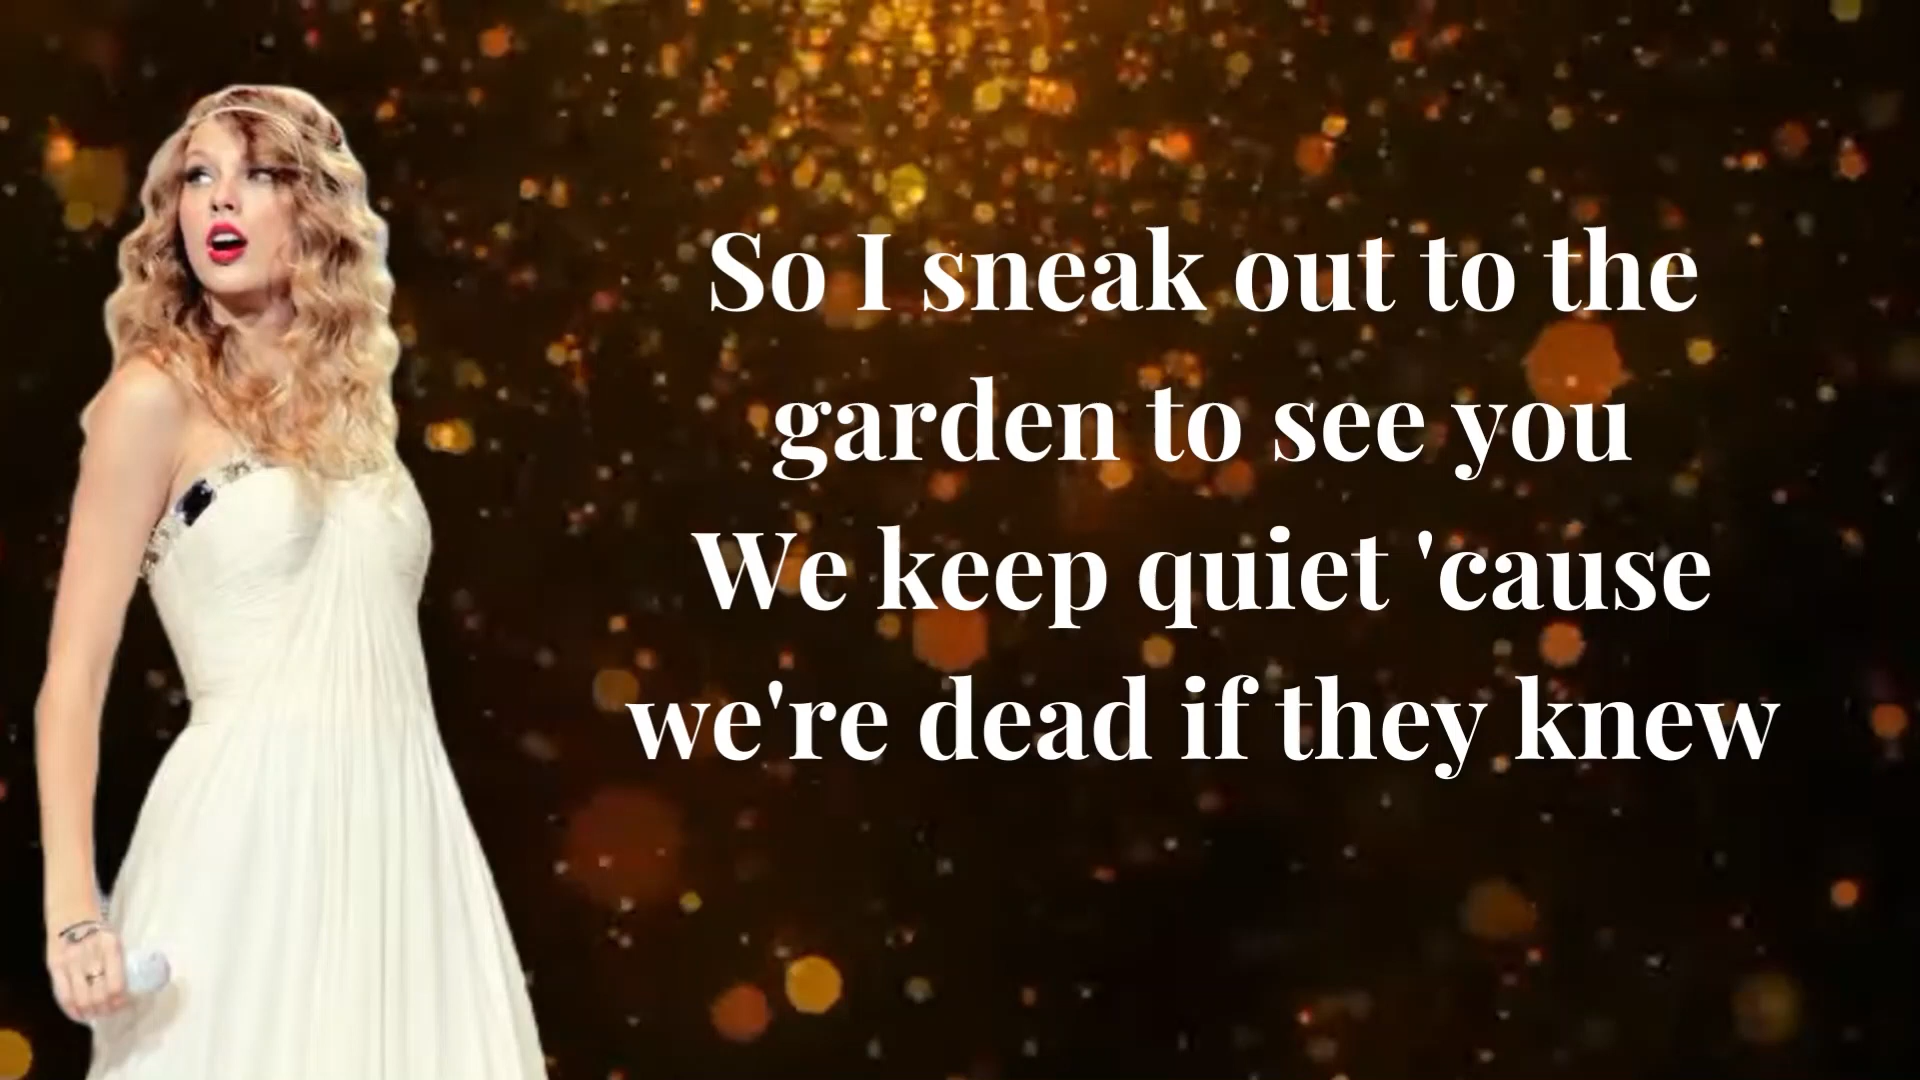 So I sneak out to the
garden to see you
We keep quiet 'cause
we're dead if they knew